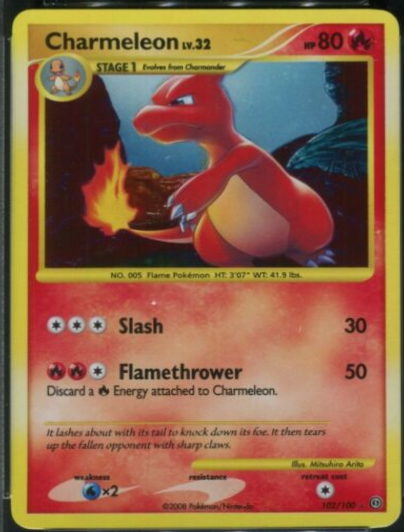 Charmeleon LV.32 HP 80
STAGE 1 Evolves from Charmander
NO. 005 Flame Pokémon HT: 3'07" WT: 41.9 lbs.
Slash 30
Flamethrower 50
Discard a Energy attached to Charmeleon.
It lashes about with its tail to knock down its foe. It then tears
up the fallen opponent with sharp claws.
Illus. Mitsuhiro Arita
weakness resistance retreat cost
×2
©2008 Pokémon/Nintendo 102/100